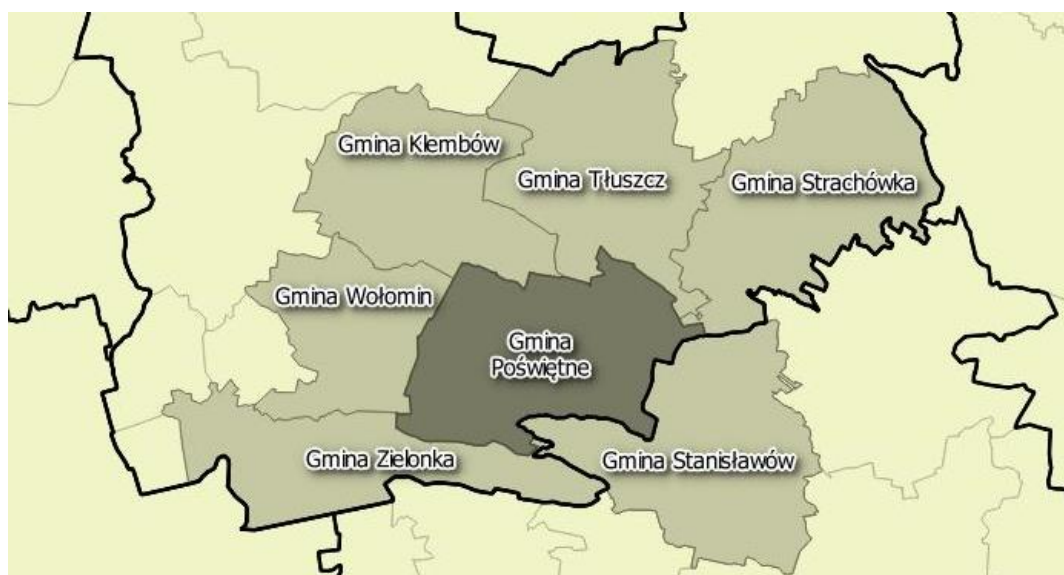 Gmina Klembów
Gmina Tłuszcz
Gmina Strachówka
Gmina Wołomin
Gmina
Poświętne
Gmina Zielonka
Gmina Stanisławów